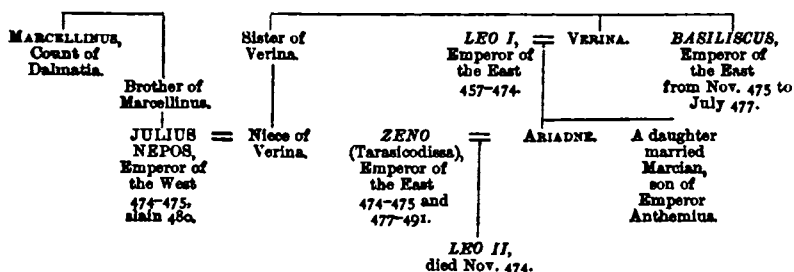 MARCELLINUS,
Count of
Dalmatia.
Brother of
Marcellinus.
JULIUS
NEPOS,
Emperor of
the West
474–475,
slain 480.
=
Sister of
Verina.
Niece of
Verina.
LEO I,
Emperor of
the East
457–474.
=
VERINA.
BASILISCUS,
Emperor of
the East
from Nov. 475 to
July 477.
ZENO
(Tarasicodissa),
Emperor of
the East
474–475 and
477–491.
=
ARIADNE.
A daughter
married
Marcian,
son of
Emperor
Anthemius.
LEO II,
died Nov. 474.